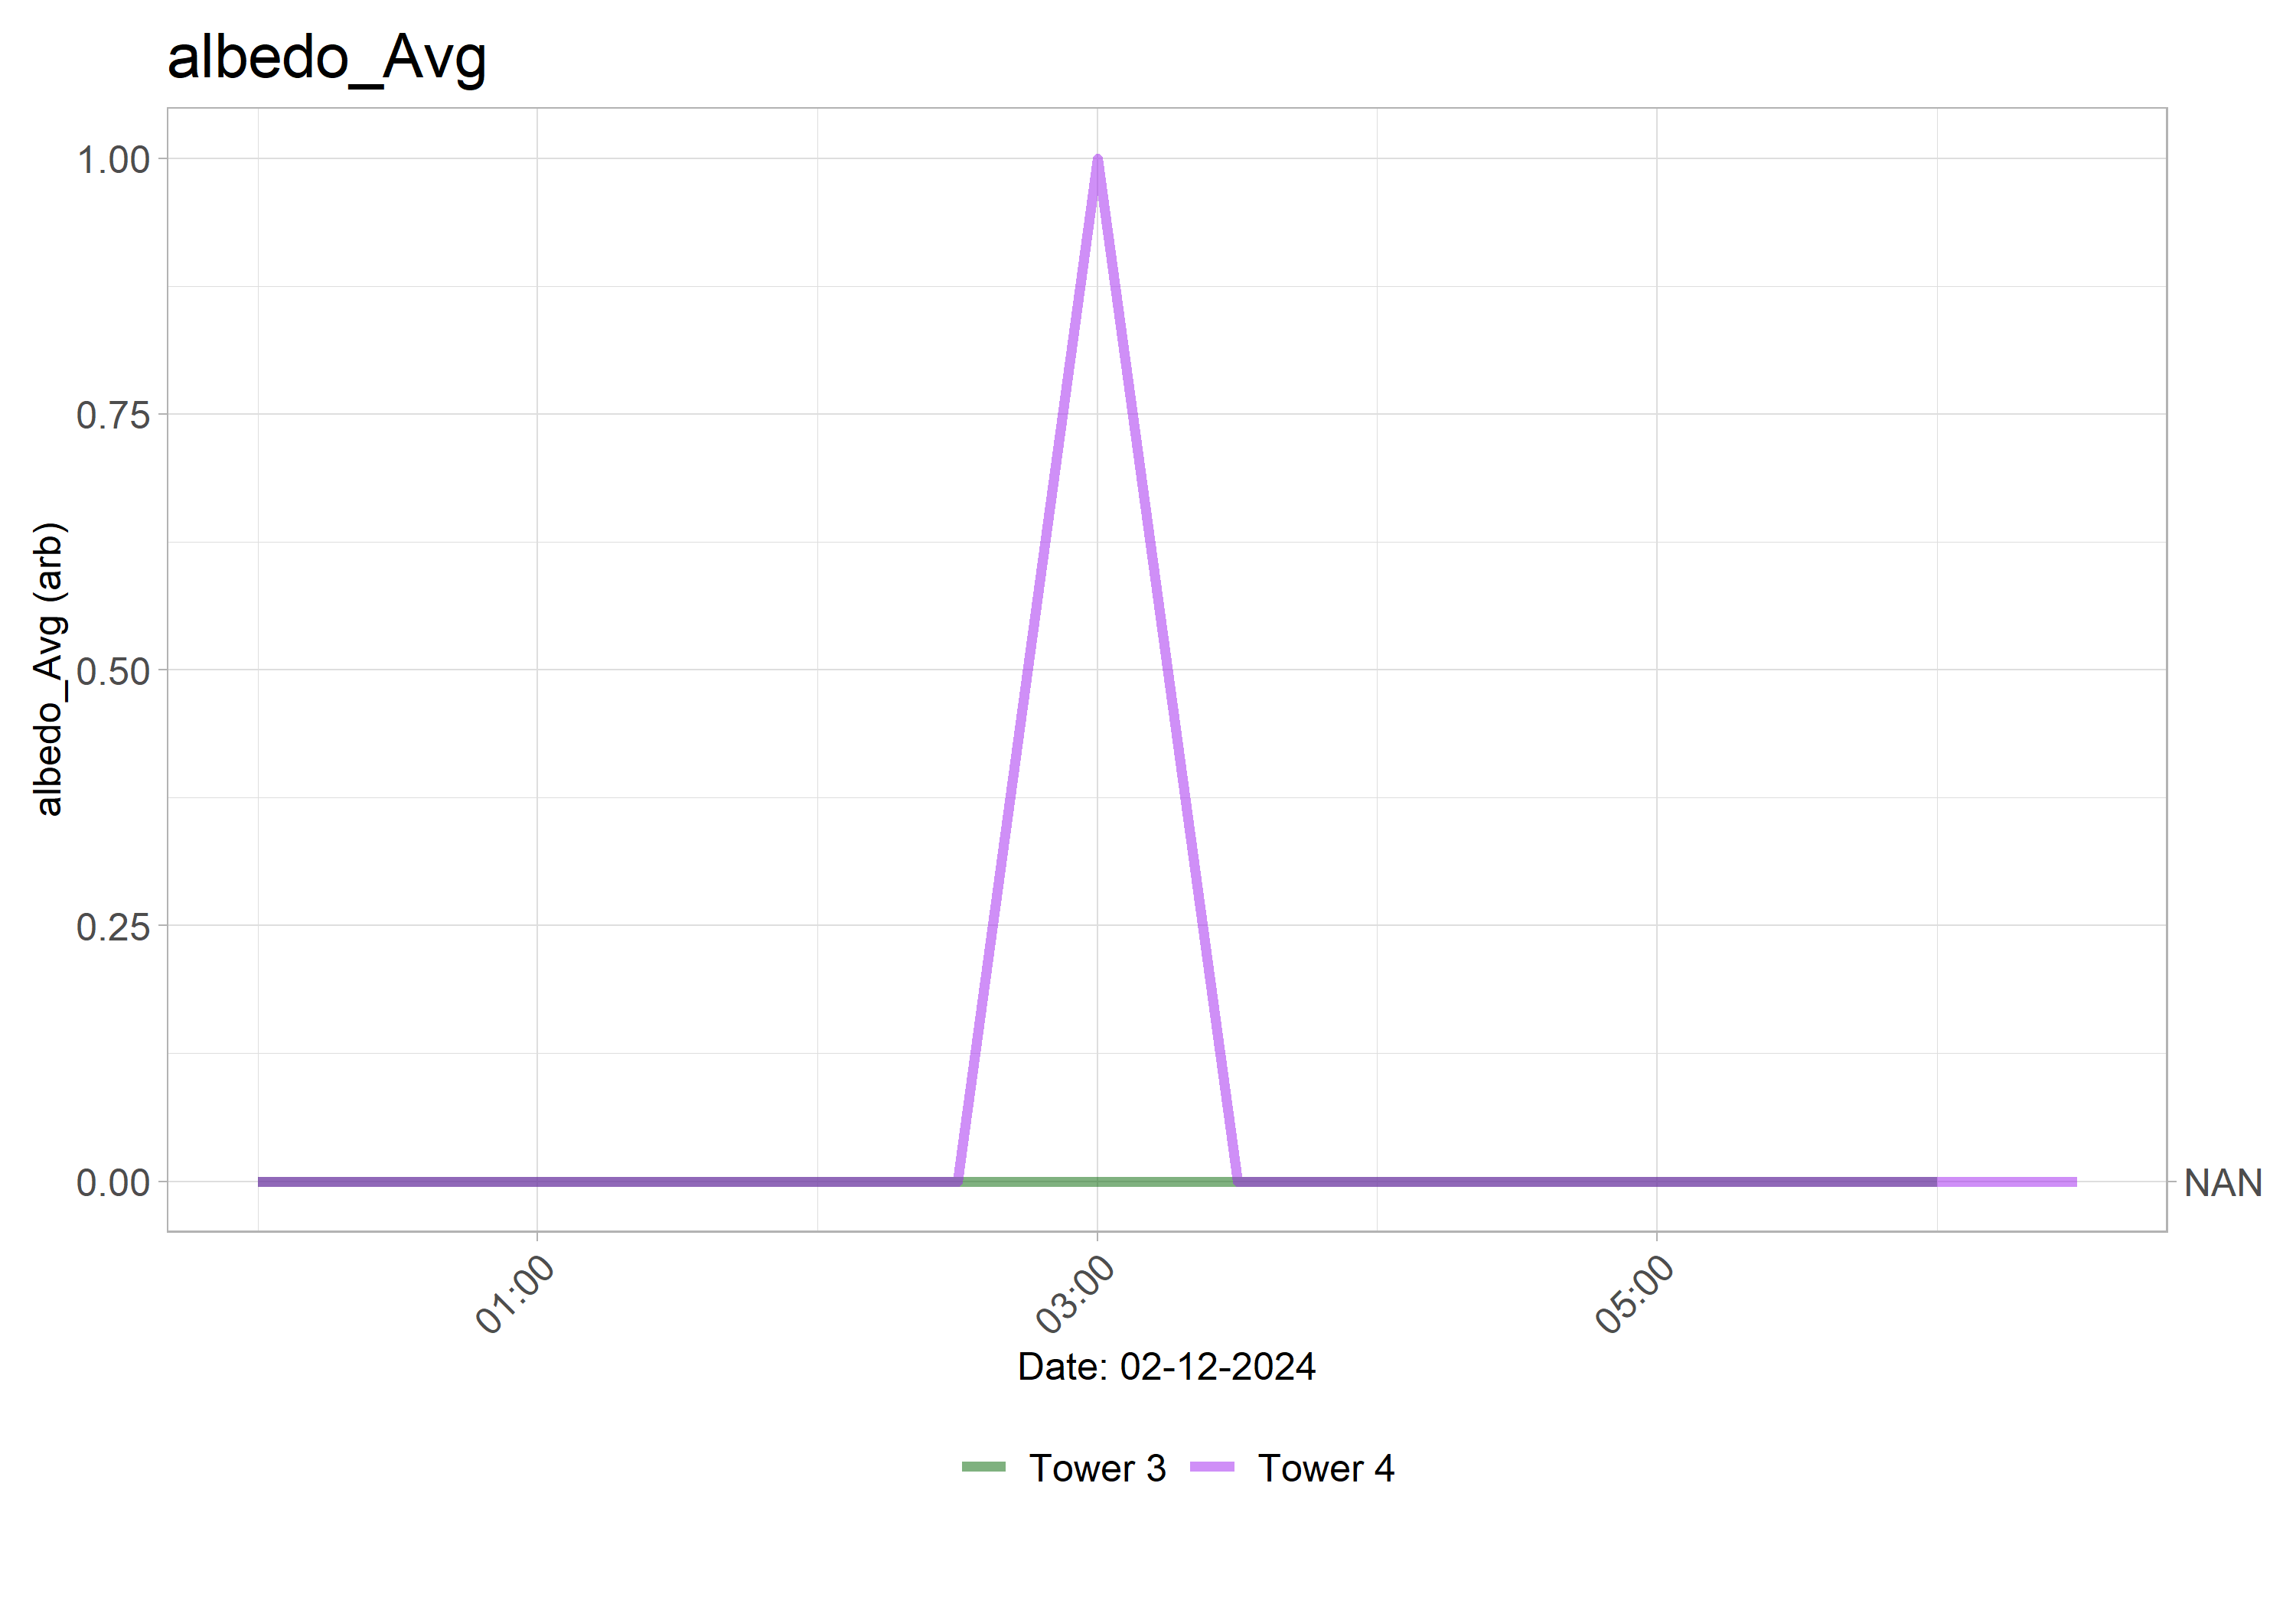 albedo_Avg
albedo_Avg (arb)
1.00
0.75
0.50
0.25
0.00
NAN
01:00
03:00
05:00
Date: 02-12-2024
Tower 3
Tower 4